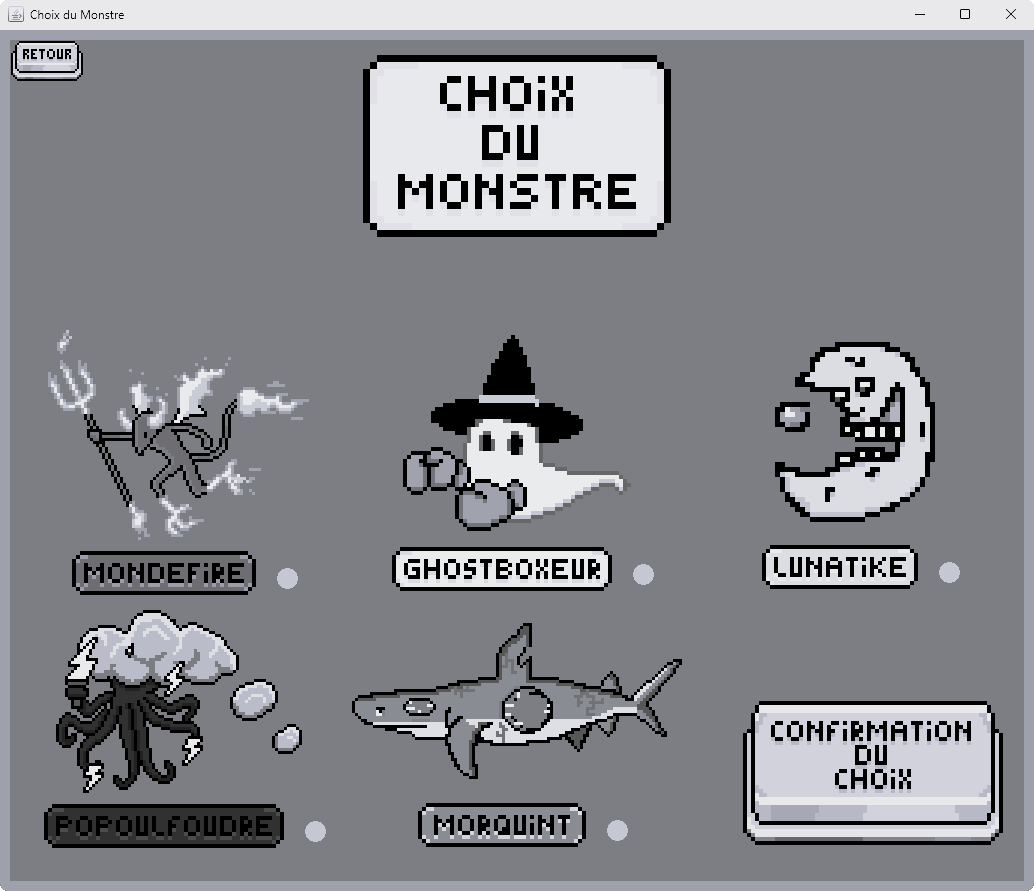 Choix du Monstre
RETOUR
CHOiX
DU
MONSTRE
MONDEFiRE
GHOSTBOXEUR
LUNATiKE
CONFiRMATiON
DU
CHOiX
POPOULFOUDRE
MORQUiNT